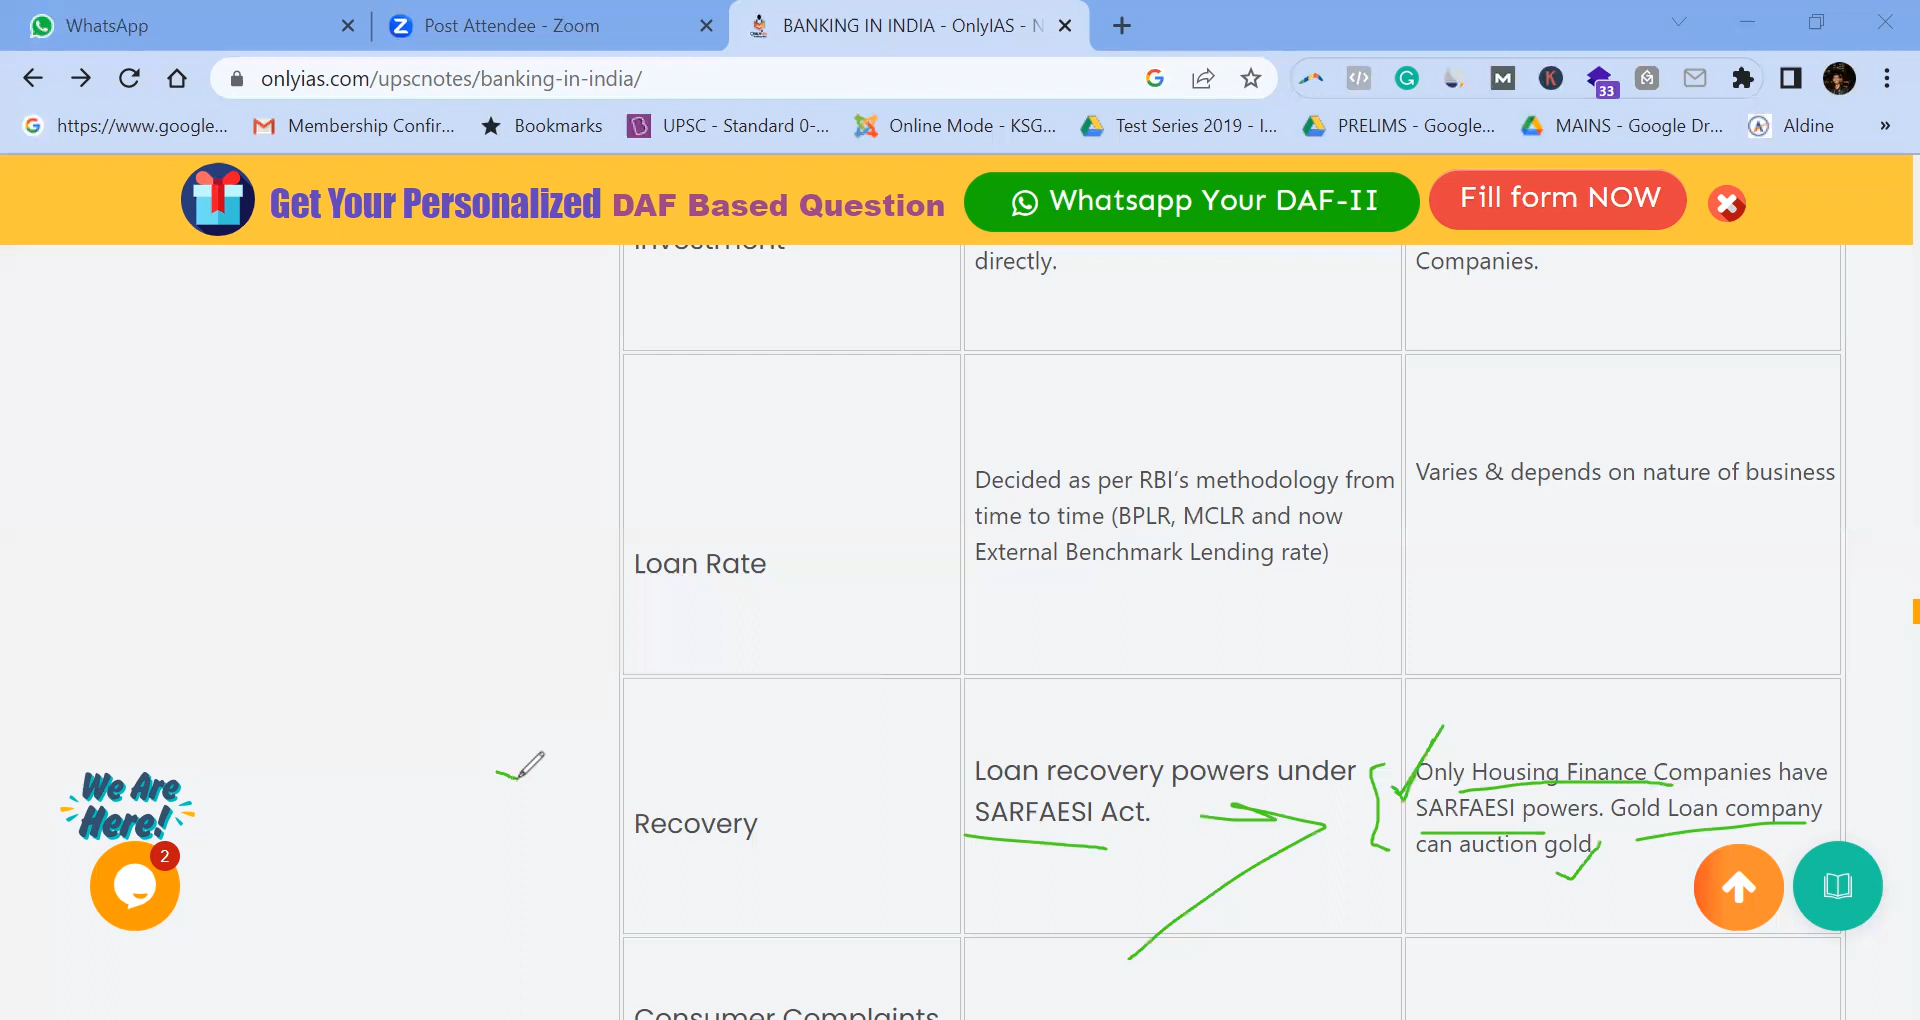 WhatsApp
Post Attendee - Zoom
BANKING IN INDIA - OnlyIAS - N
onlyias.com/upscnotes/banking-in-india/
33
https://www.google...
Membership Confir...
Bookmarks
UPSC - Standard 0-...
Online Mode - KSG...
Test Series 2019 - I...
PRELIMS - Google...
MAINS - Google Dr...
Aldine
»
Get Your Personalized DAF Based Question
Whatsapp Your DAF-II
Fill form NOW
Investment
directly.
Companies.
Loan Rate
Decided as per RBI’s methodology from
time to time (BPLR, MCLR and now
External Benchmark Lending rate)
Varies & depends on nature of business
Recovery
Loan recovery powers under
SARFAESI Act.
Only Housing Finance Companies have
SARFAESI powers. Gold Loan company
can auction gold.
We Are
Here!
2
Consumer Complaints